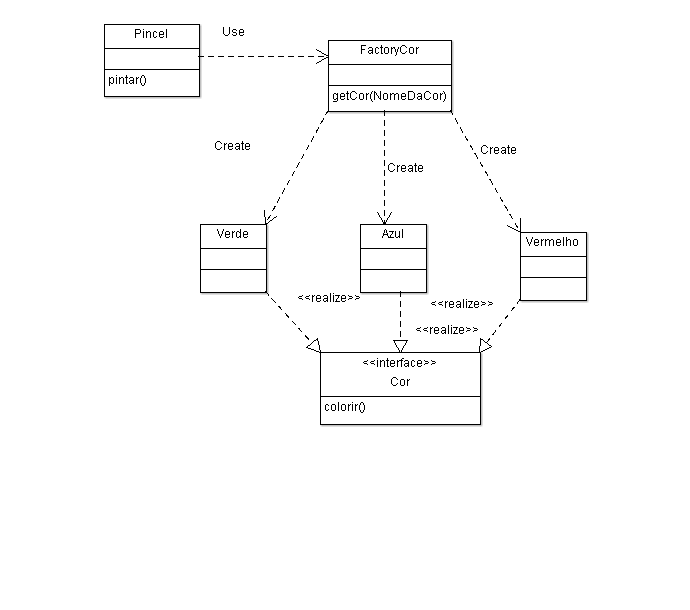 Pincel
Use
pintar()
FactoryCor
getCor(NomeDaCor)
Create
Create
Create
Verde
Azul
Vermelho
<<realize>>
<<realize>>
<<realize>>
<<interface>>
Cor
colorir()